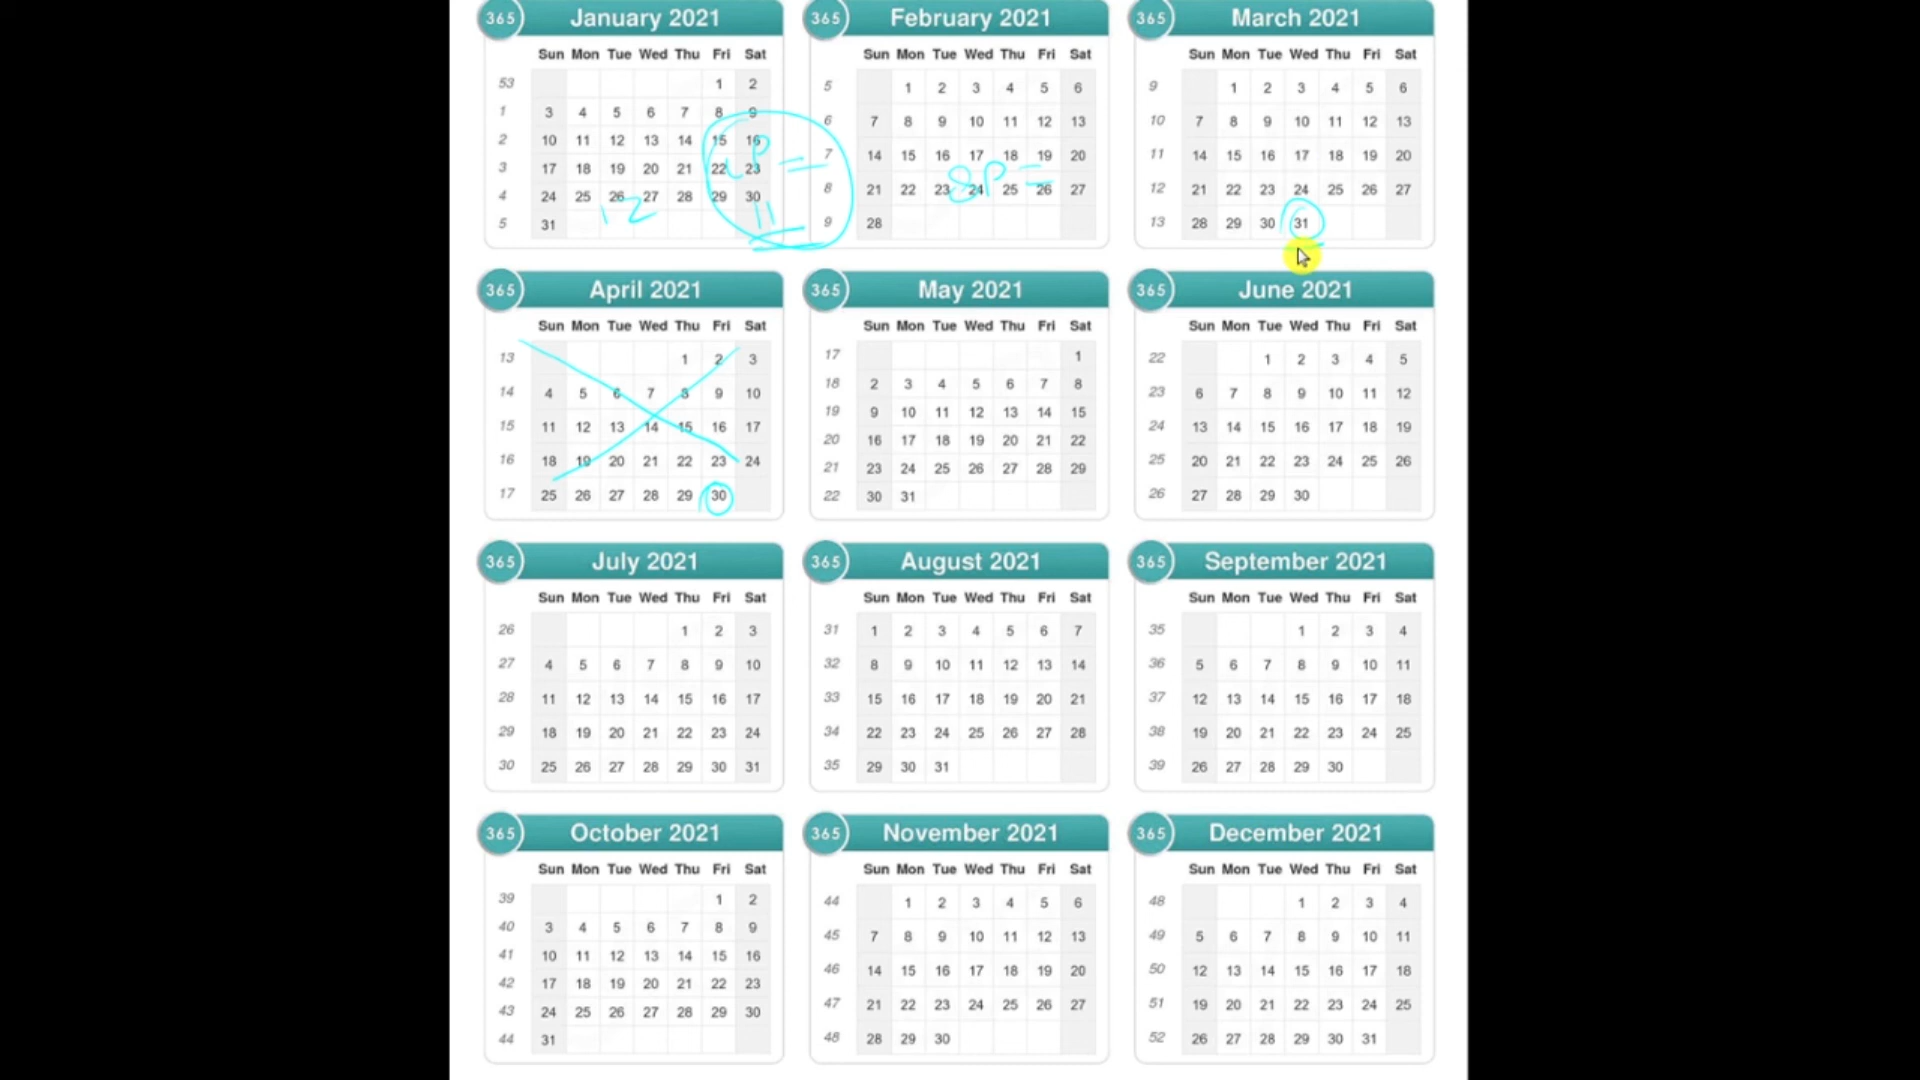 365 January 2021 365 February 2021 365 March 2021
Sun Mon Tue Wed Thu Fri Sat Sun Mon Tue Wed Thu Fri Sat Sun Mon Tue Wed Thu Fri Sat
53 1 2 5 1 2 3 4 5 6 9 1 2 3 4 5 6
1 3 4 5 6 7 8 9 6 7 8 9 10 11 12 13 10 7 8 9 10 11 12 13
2 10 11 12 13 14 15 16 7 14 15 16 17 18 19 20 11 14 15 16 17 18 19 20
3 17 18 19 20 21 22 23 8 21 22 23 24 25 26 27 12 21 22 23 24 25 26 27
4 24 25 26 27 28 29 30 9 28 13 28 29 30 31
5 31
CP =
11
12
SP =
365 April 2021 365 May 2021 365 June 2021
Sun Mon Tue Wed Thu Fri Sat Sun Mon Tue Wed Thu Fri Sat Sun Mon Tue Wed Thu Fri Sat
13 1 2 3 17 1 22 1 2 3 4 5
14 4 5 6 7 8 9 10 18 2 3 4 5 6 7 8 23 6 7 8 9 10 11 12
15 11 12 13 14 15 16 17 19 9 10 11 12 13 14 15 24 13 14 15 16 17 18 19
16 18 19 20 21 22 23 24 20 16 17 18 19 20 21 22 25 20 21 22 23 24 25 26
17 25 26 27 28 29 30 21 23 24 25 26 27 28 29 26 27 28 29 30
22 30 31
365 July 2021 365 August 2021 365 September 2021
Sun Mon Tue Wed Thu Fri Sat Sun Mon Tue Wed Thu Fri Sat Sun Mon Tue Wed Thu Fri Sat
26 1 2 3 31 1 2 3 4 5 6 7 35 1 2 3 4
27 4 5 6 7 8 9 10 32 8 9 10 11 12 13 14 36 5 6 7 8 9 10 11
28 11 12 13 14 15 16 17 33 15 16 17 18 19 20 21 37 12 13 14 15 16 17 18
29 18 19 20 21 22 23 24 34 22 23 24 25 26 27 28 38 19 20 21 22 23 24 25
30 25 26 27 28 29 30 31 35 29 30 31 39 26 27 28 29 30
365 October 2021 365 November 2021 365 December 2021
Sun Mon Tue Wed Thu Fri Sat Sun Mon Tue Wed Thu Fri Sat Sun Mon Tue Wed Thu Fri Sat
39 1 2 44 1 2 3 4 5 6 48 1 2 3 4
40 3 4 5 6 7 8 9 45 7 8 9 10 11 12 13 49 5 6 7 8 9 10 11
41 10 11 12 13 14 15 16 46 14 15 16 17 18 19 20 50 12 13 14 15 16 17 18
42 17 18 19 20 21 22 23 47 21 22 23 24 25 26 27 51 19 20 21 22 23 24 25
43 24 25 26 27 28 29 30 48 28 29 30 52 26 27 28 29 30 31
44 31